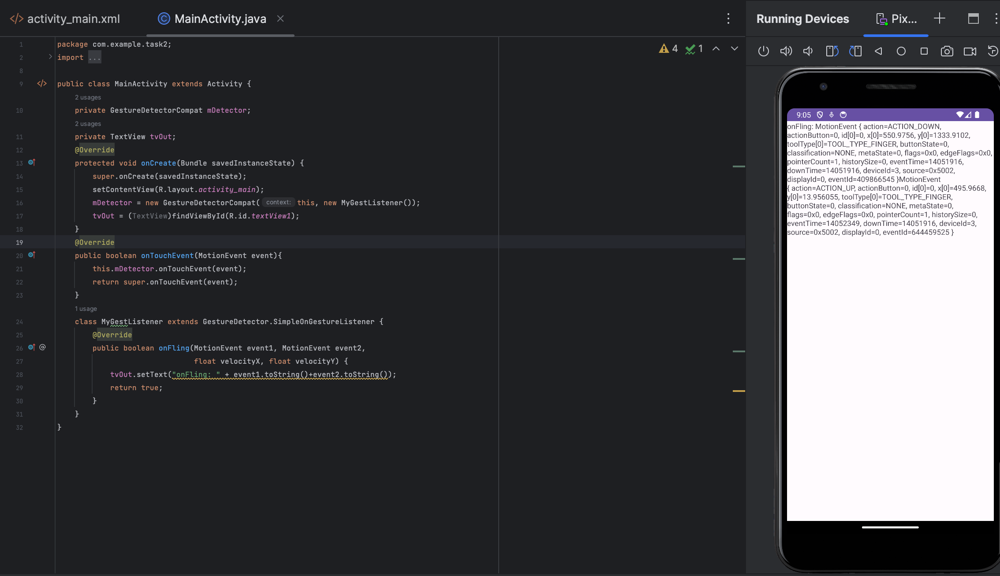 activity_main.xml
MainActivity.java
Running Devices
Pix...
4 1
1 package com.example.task2;
2 import ...
8
9 public class MainActivity extends Activity {
2 usages
10 private GestureDetectorCompat mDetector;
2 usages
11 private TextView tvOut;
12 @Override
13 protected void onCreate(Bundle savedInstanceState) {
14 super.onCreate(savedInstanceState);
15 setContentView(R.layout.activity_main);
16 mDetector = new GestureDetectorCompat( context: this, new MyGestListener());
17 tvOut = (TextView)findViewById(R.id.textView1);
18 }
19 @Override
20 public boolean onTouchEvent(MotionEvent event){
21 this.mDetector.onTouchEvent(event);
22 return super.onTouchEvent(event);
23 }
1 usage
24 class MyGestListener extends GestureDetector.SimpleOnGestureListener {
25 @Override
26 @ public boolean onFling(MotionEvent event1, MotionEvent event2,
27 float velocityX, float velocityY) {
28 tvOut.setText("onFling: " + event1.toString()+event2.toString());
29 return true;
30 }
31 }
32 }
9:05
onFling: MotionEvent { action=ACTION_DOWN,
actionButton=0, id[0]=0, x[0]=550.9756, y[0]=1333.9102,
toolType[0]=TOOL_TYPE_FINGER, buttonState=0,
classification=NONE, metaState=0, flags=0x0, edgeFlags=0x0,
pointerCount=1, historySize=0, eventTime=14051916,
downTime=14051916, deviceId=3, source=0x5002,
displayId=0, eventId=409866545 }MotionEvent
{ action=ACTION_UP, actionButton=0, id[0]=0, x[0]=495.9668,
y[0]=13.956055, toolType[0]=TOOL_TYPE_FINGER,
buttonState=0, classification=NONE, metaState=0,
flags=0x0, edgeFlags=0x0, pointerCount=1, historySize=0,
eventTime=14052349, downTime=14051916, deviceId=3,
source=0x5002, displayId=0, eventId=644459525 }